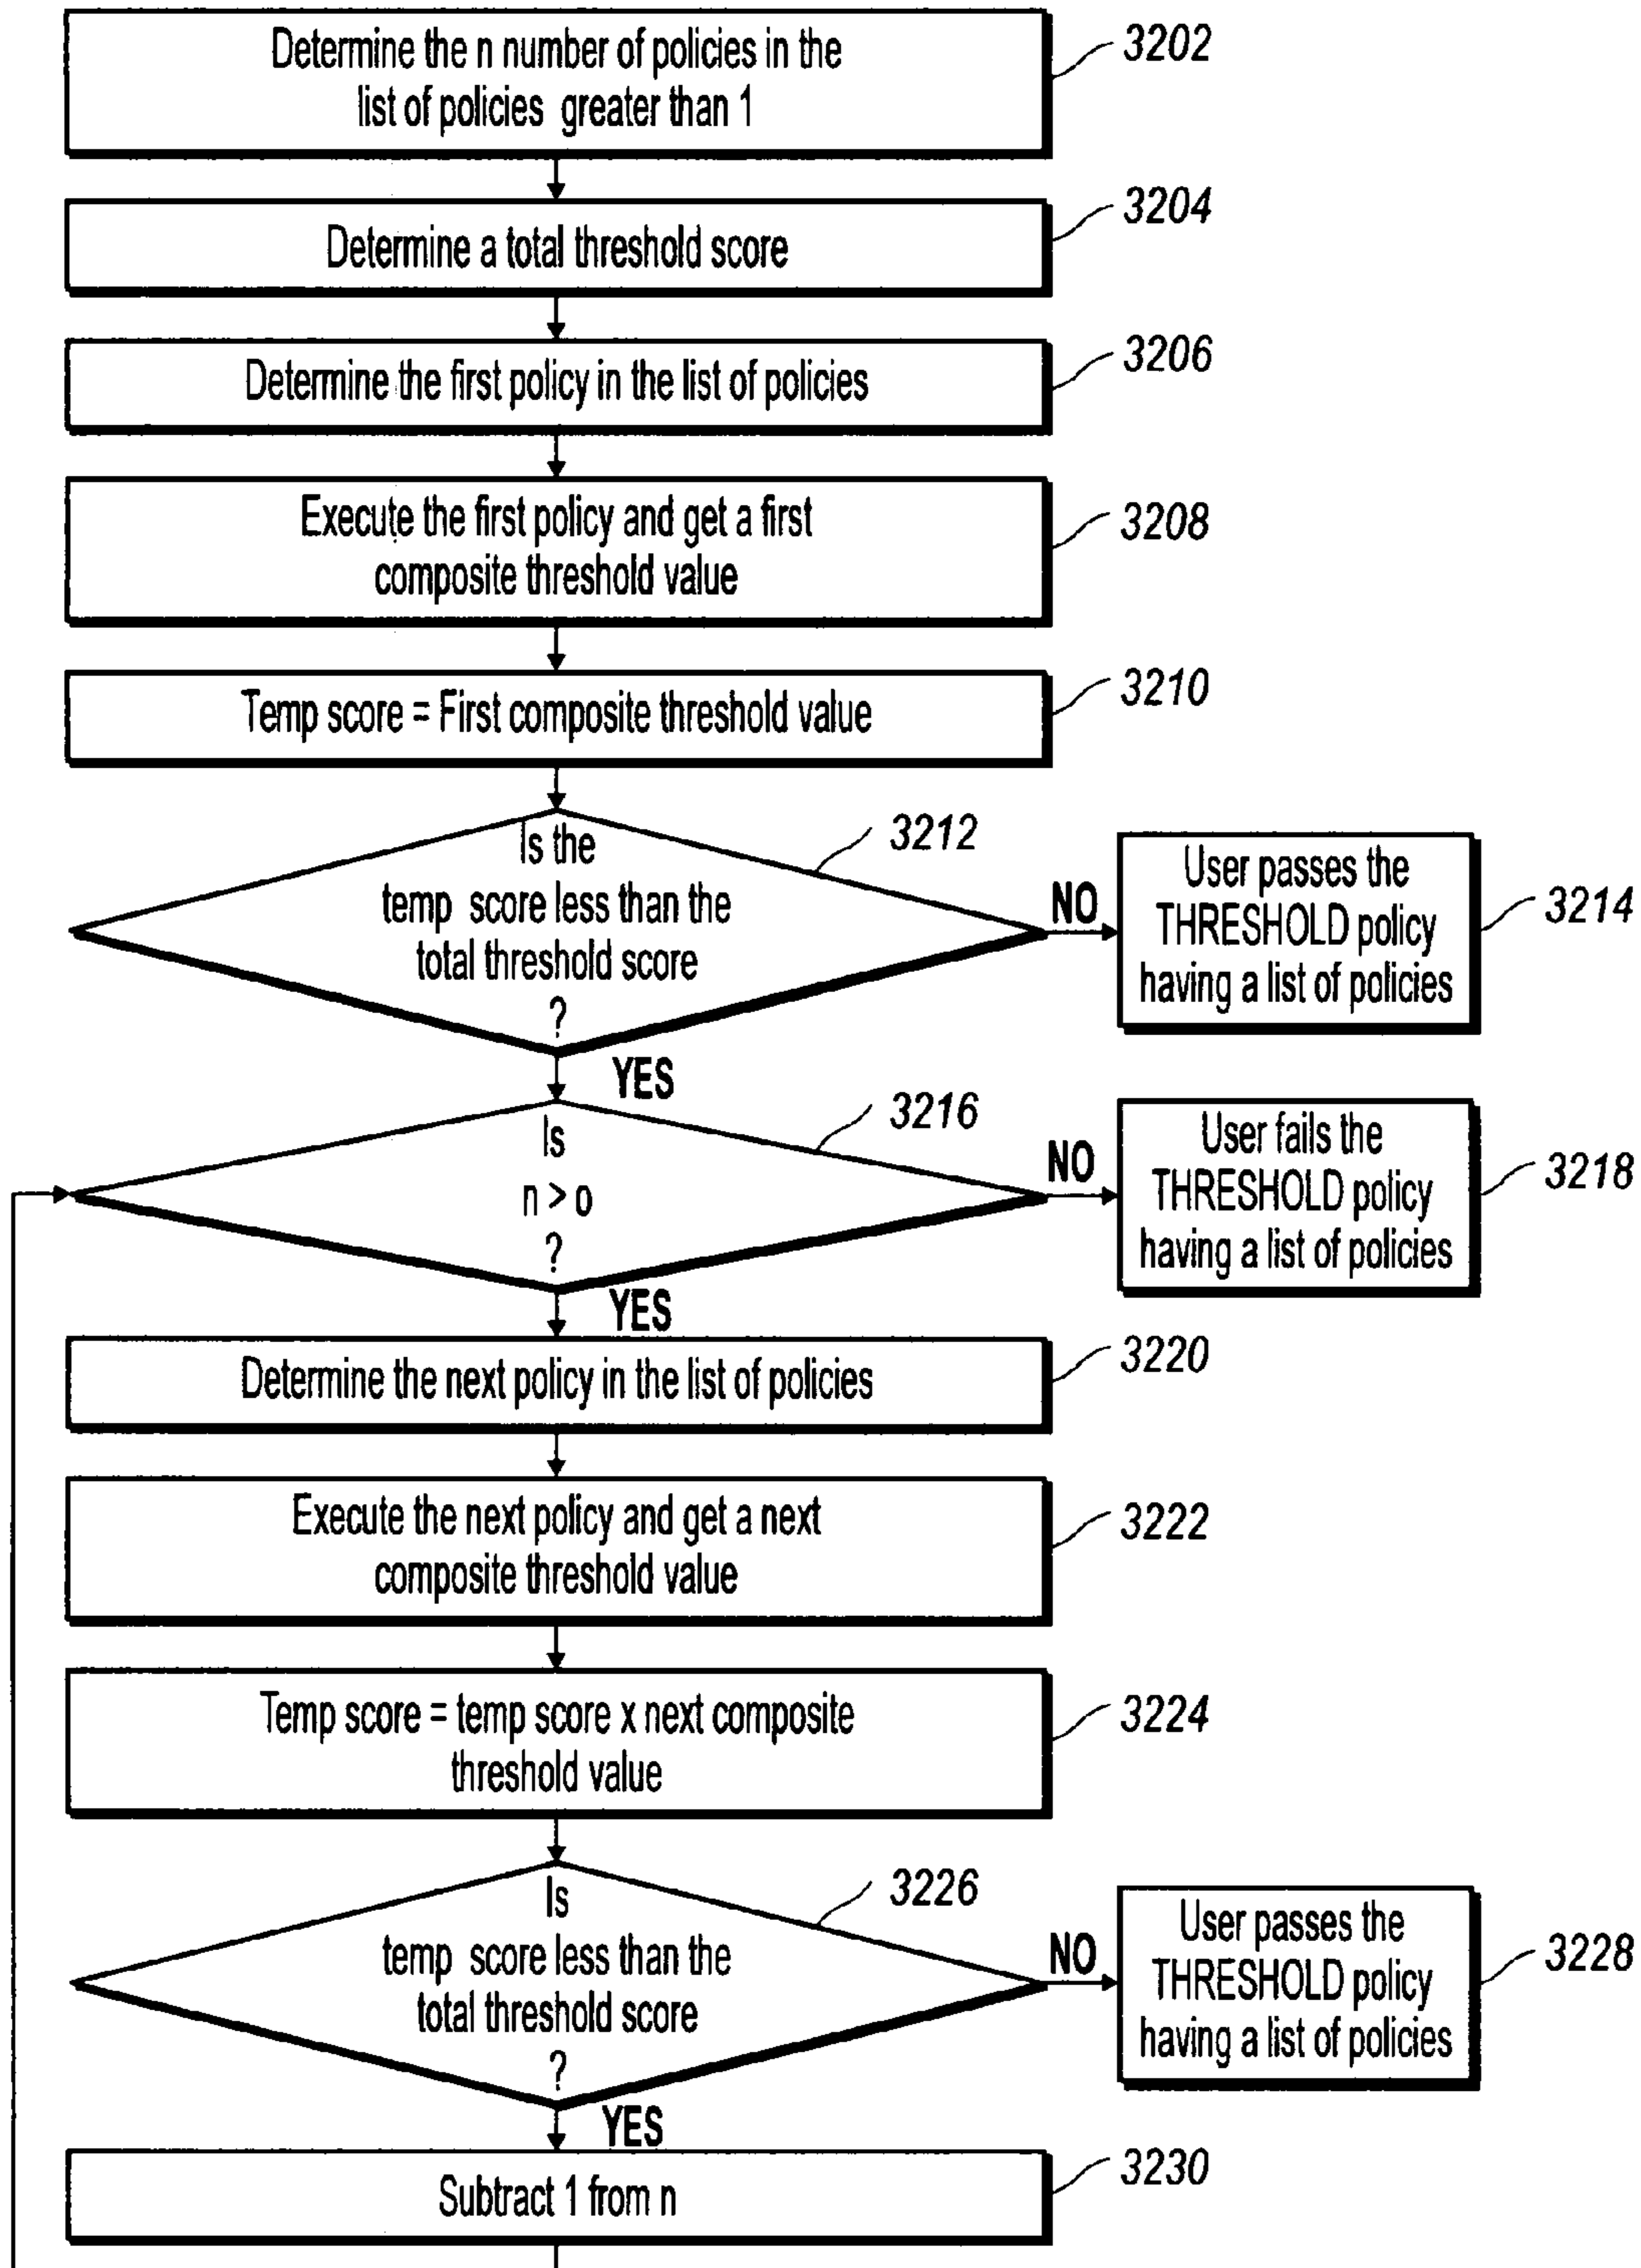 Determine the n number of policies in the
list of policies greater than 1
3202
Determine a total threshold score
3204
Determine the first policy in the list of policies
3206
Execute the first policy and get a first
composite threshold value
3208
Temp score = First composite threshold value
3210
Is the
temp score less than the
total threshold score
?
3212
NO
User passes the
THRESHOLD policy
having a list of policies
3214
YES
Is
n > o
?
3216
NO
User fails the
THRESHOLD policy
having a list of policies
3218
YES
Determine the next policy in the list of policies
3220
Execute the next policy and get a next
composite threshold value
3222
Temp score = temp score x next composite
threshold value
3224
Is
temp score less than the
total threshold score
?
3226
NO
User passes the
THRESHOLD policy
having a list of policies
3228
YES
Subtract 1 from n
3230